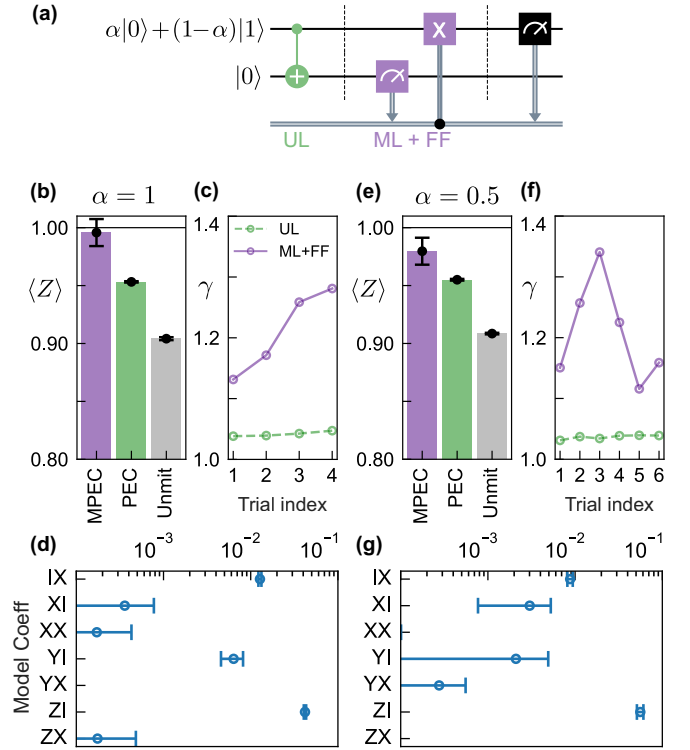 (a)
α|0⟩+(1−α)|1⟩
X
|0⟩
UL
ML + FF
(b)
α = 1
(c)
(e)
α = 0.5
(f)
1.00
0.90
0.80
⟨Z⟩
MPEC
PEC
Unmit
1.4
1.2
1.0
γ
UL
ML+FF
1 2 3 4
Trial index
1.00
0.90
0.80
⟨Z⟩
MPEC
PEC
Unmit
1.4
1.2
1.0
γ
1 2 3 4 5 6
Trial index
(d)
10⁻³ 10⁻² 10⁻¹
Model Coeff
IX
XI
XX
YI
YX
ZI
ZX
(g)
10⁻³ 10⁻² 10⁻¹
IX
XI
XX
YI
YX
ZI
ZX